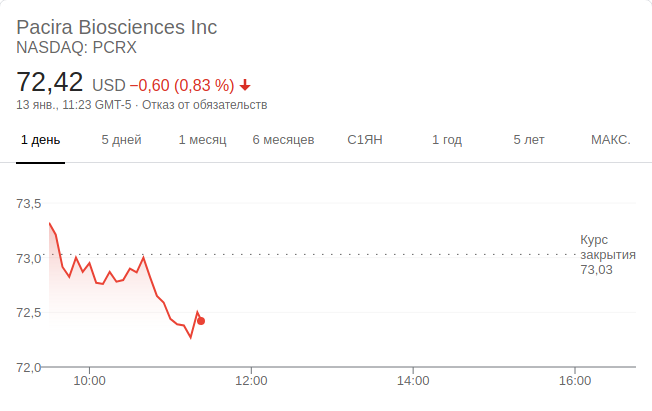 Pacira Biosciences Inc
NASDAQ: PCRX
72,42 USD −0,60 (0,83 %)
13 янв., 11:23 GMT-5 · Отказ от обязательств
1 день 5 дней 1 месяц 6 месяцев С1ЯН 1 год 5 лет МАКС.
73,5
73,0
72,5
72,0
Курс
закрытия
73,03
10:00 12:00 14:00 16:00